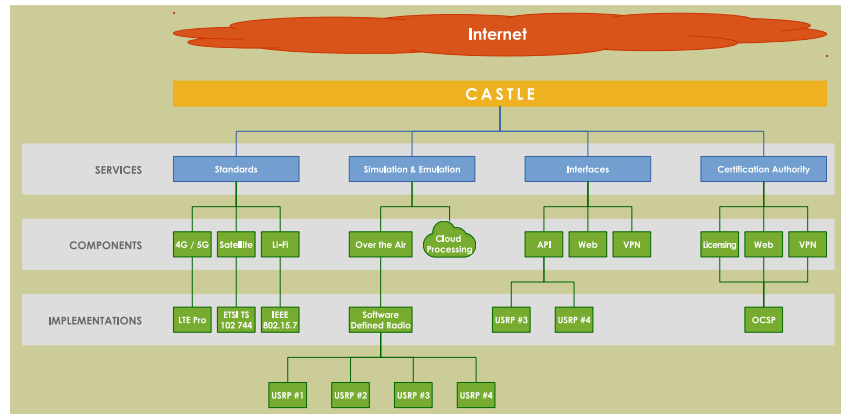 Internet
CASTLE
SERVICES
Standards
Simulation & Emulation
Interfaces
Certification Authority
COMPONENTS
4G / 5G
Satellite
Li-Fi
Over the Air
Cloud
Processing
API
Web
VPN
Licensing
Web
VPN
IMPLEMENTATIONS
LTE Pro
ETSI TS
102 744
IEEE
802.15.7
Software
Defined Radio
USRP #3
USRP #4
OCSP
USRP #1
USRP #2
USRP #3
USRP #4